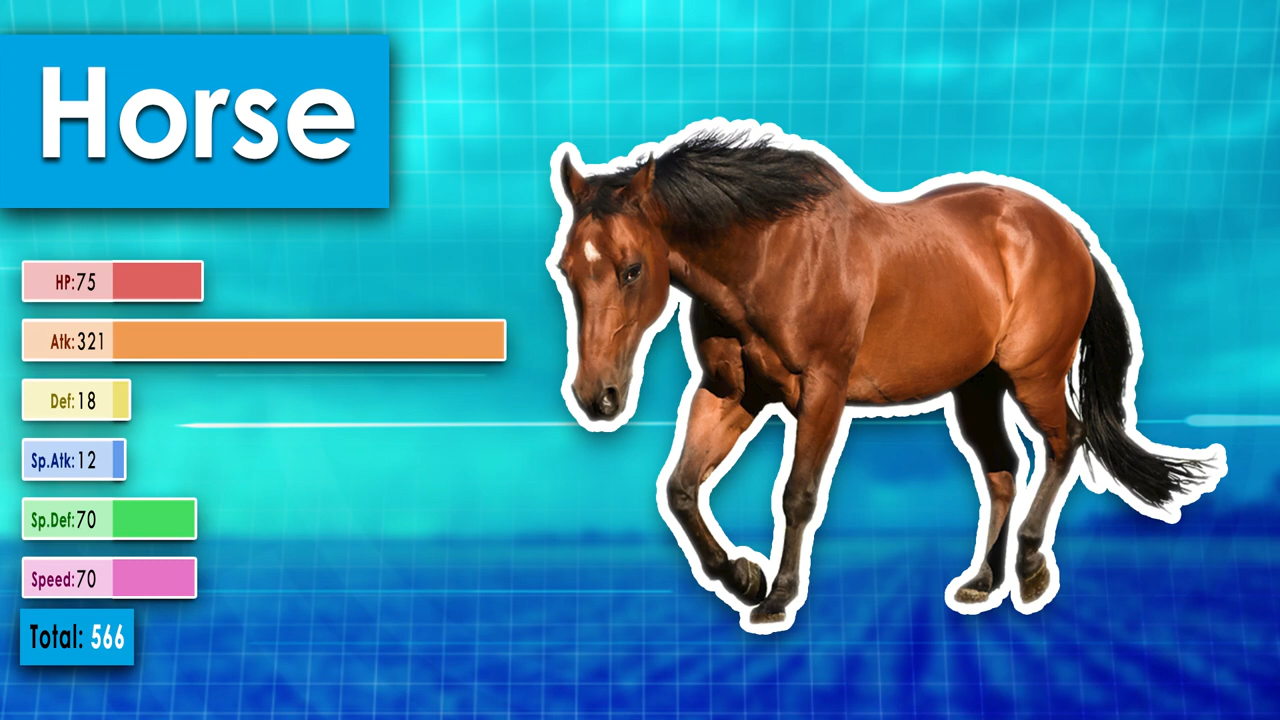 Horse
HP: 75
Atk: 321
Def: 18
Sp.Atk: 12
Sp.Def: 70
Speed: 70
Total: 566